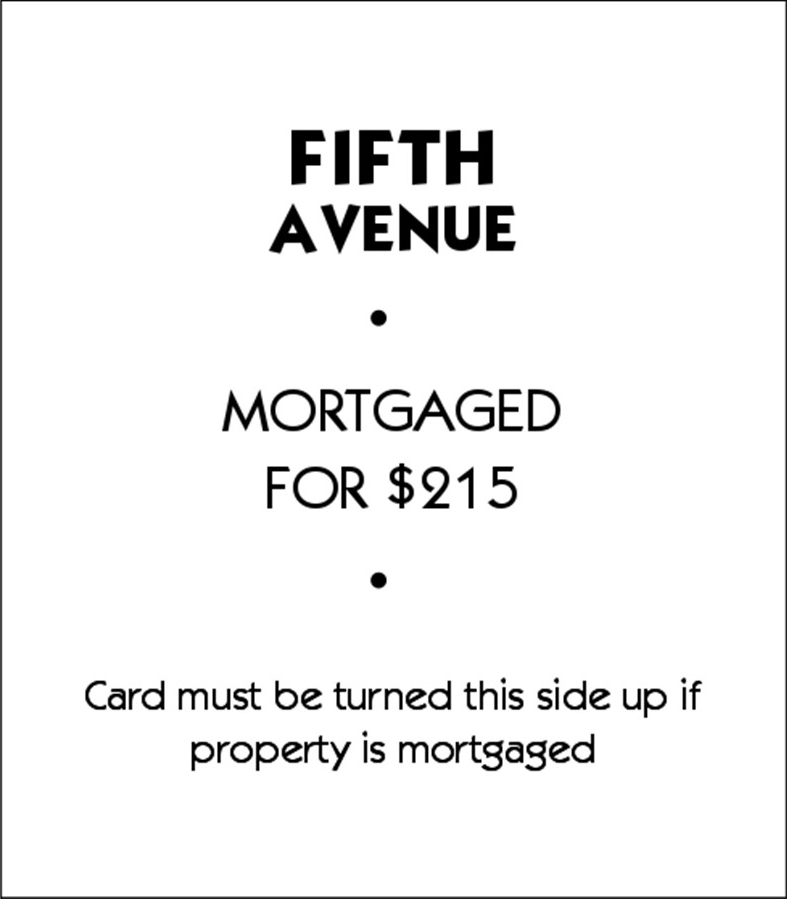 FIFTH
AVENUE
•
MORTGAGED
FOR $215
•
Card must be turned this side up if
property is mortgaged